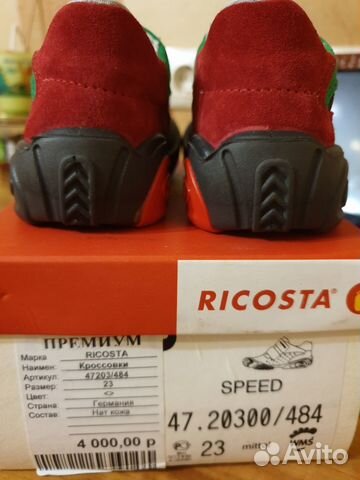 RICOSTA®
ПРЕМИУМ
Марка RICOSTA
Наимен: Кроссовки
Артикул: 47203/484
Размер: 23
Цвет: <>
Страна: Германия
Состав: Нат кожа
4 000,00 р
SPEED
47.20300/484
23 mittel WMS
Avito